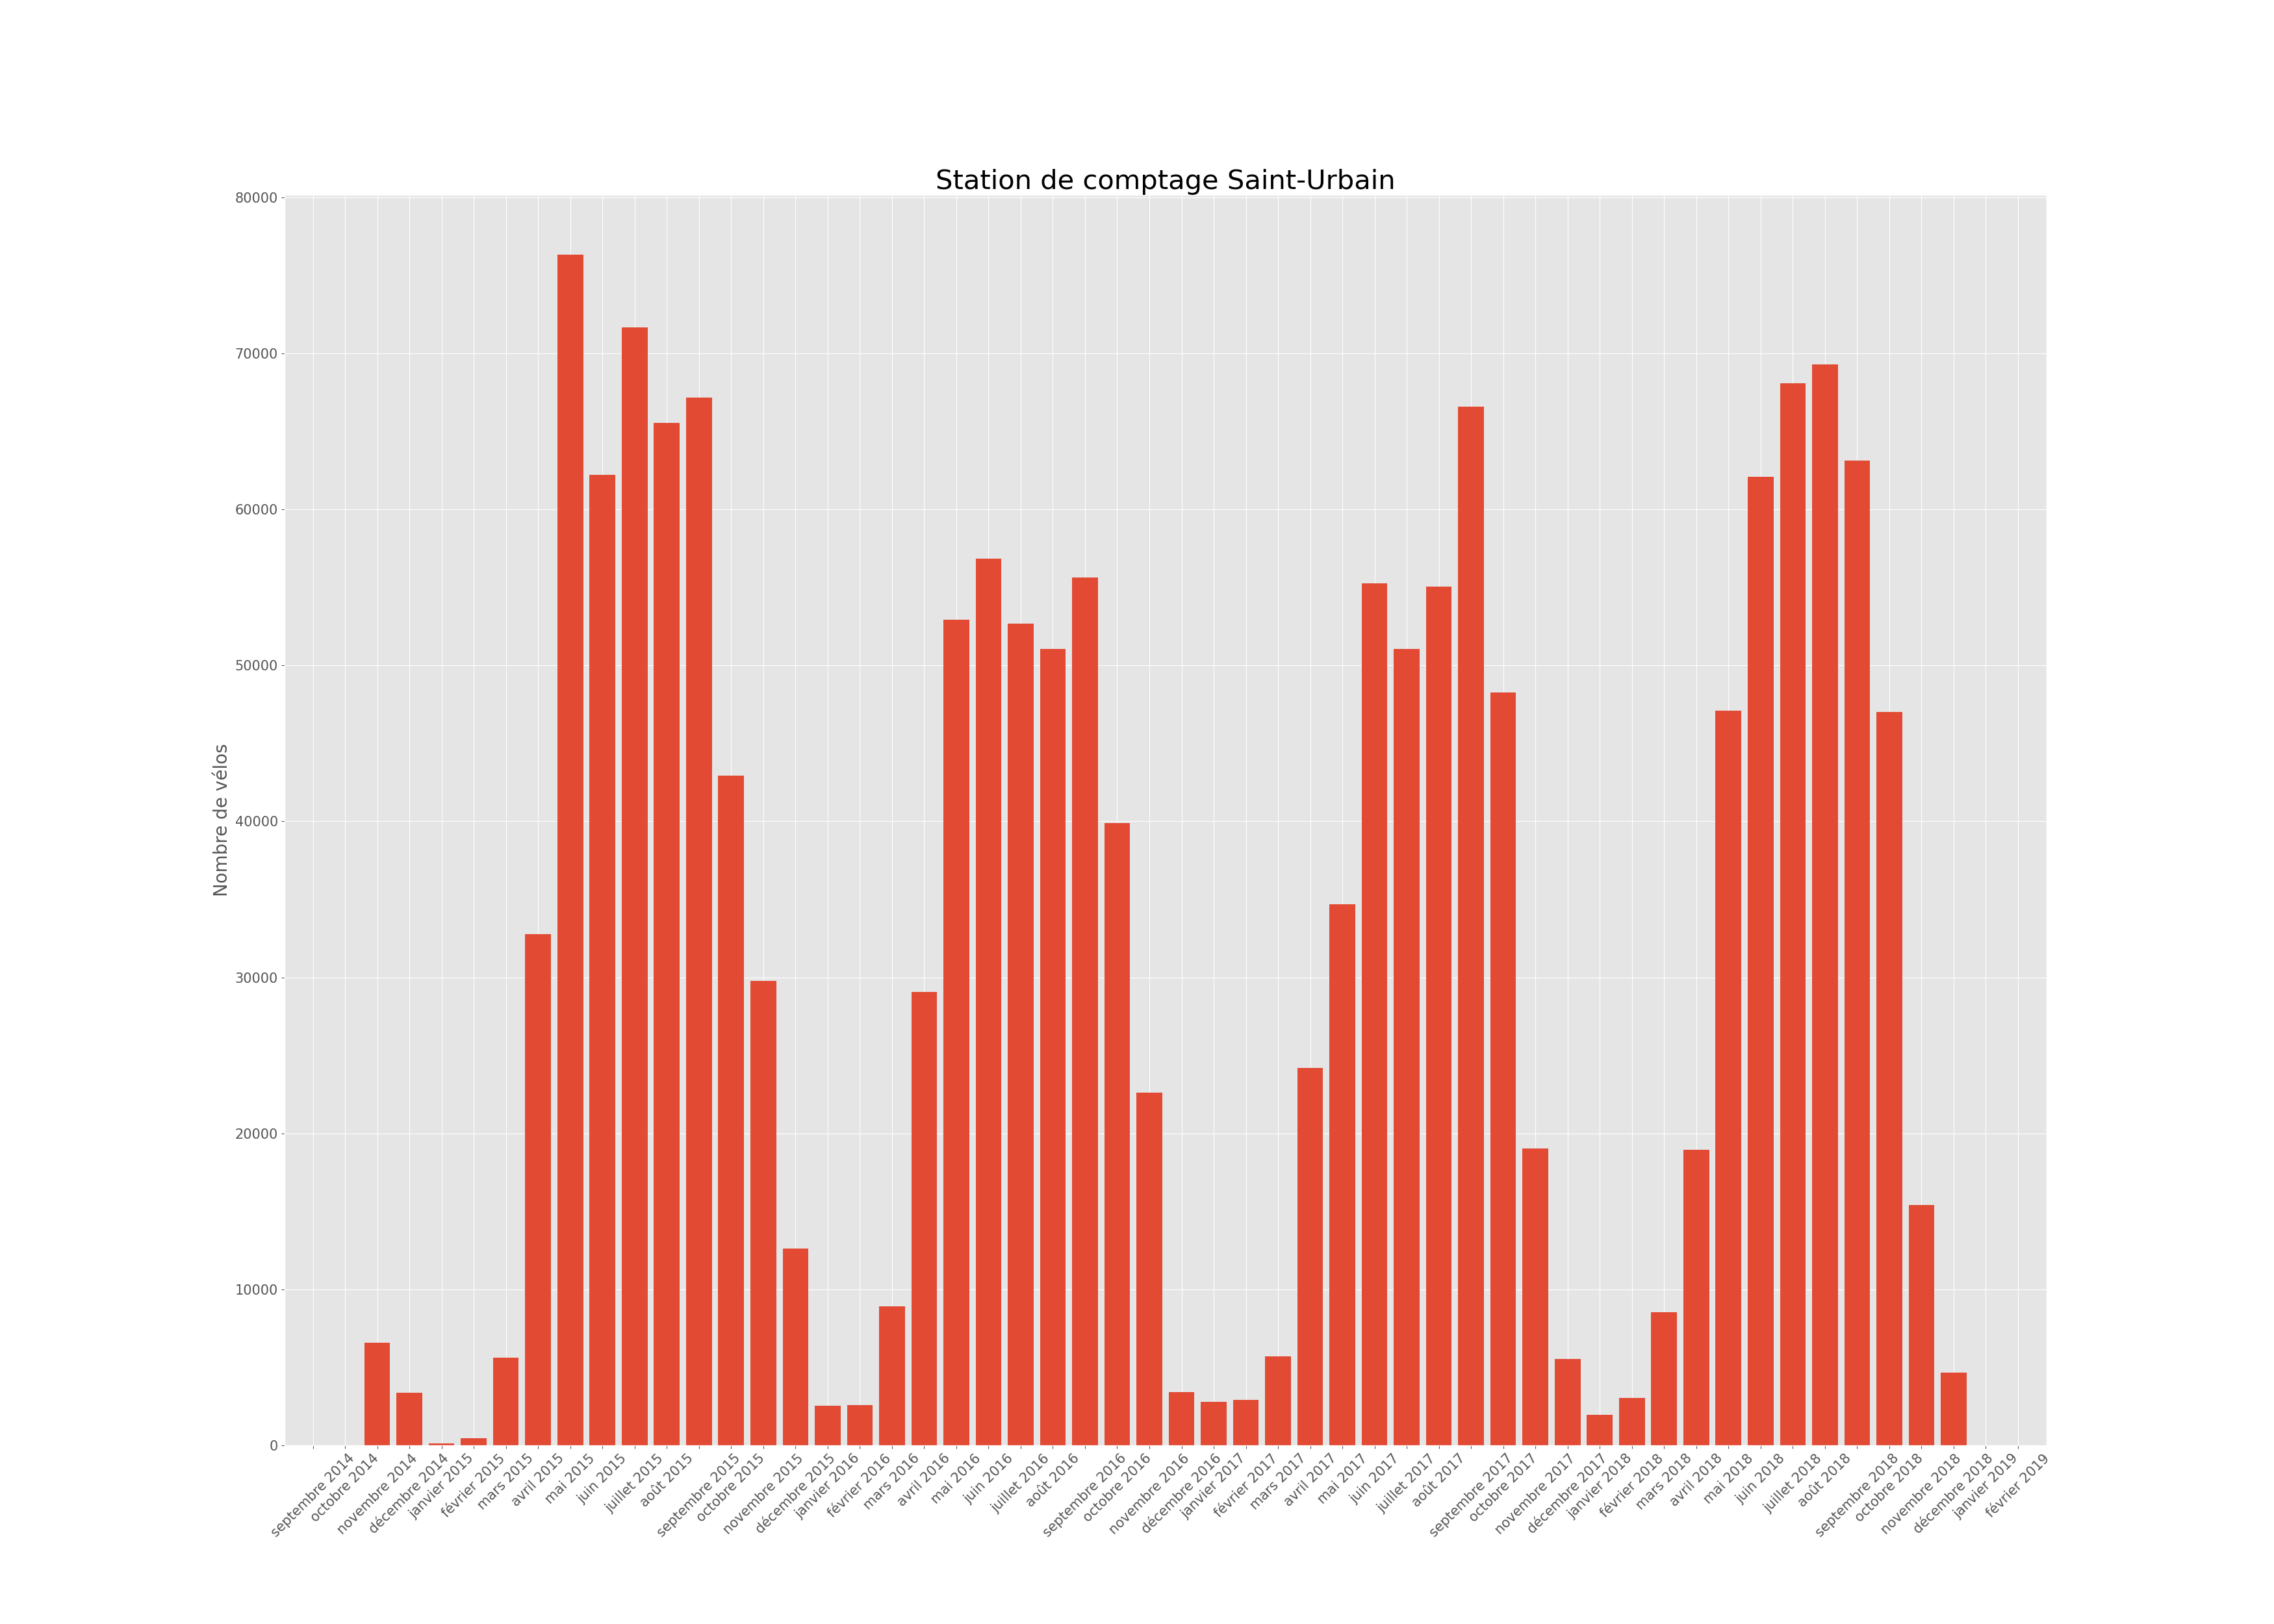 Station de comptage Saint-Urbain
80000
70000
60000
50000
40000
30000
20000
10000
0
Nombre de vélos
septembre 2014
octobre 2014
novembre 2014
décembre 2014
janvier 2015
février 2015
mars 2015
avril 2015
mai 2015
juin 2015
juillet 2015
août 2015
septembre 2015
octobre 2015
novembre 2015
décembre 2015
janvier 2016
février 2016
mars 2016
avril 2016
mai 2016
juin 2016
juillet 2016
août 2016
septembre 2016
octobre 2016
novembre 2016
décembre 2016
janvier 2017
février 2017
mars 2017
avril 2017
mai 2017
juin 2017
juillet 2017
août 2017
septembre 2017
octobre 2017
novembre 2017
décembre 2017
janvier 2018
février 2018
mars 2018
avril 2018
mai 2018
juin 2018
juillet 2018
août 2018
septembre 2018
octobre 2018
novembre 2018
décembre 2018
janvier 2019
février 2019